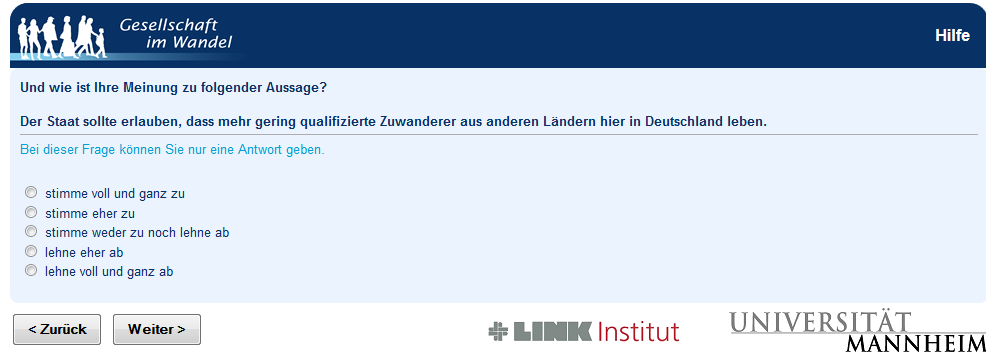 Gesellschaft
im Wandel
Hilfe
Und wie ist Ihre Meinung zu folgender Aussage?
Der Staat sollte erlauben, dass mehr gering qualifizierte Zuwanderer aus anderen Ländern hier in Deutschland leben.
Bei dieser Frage können Sie nur eine Antwort geben.
stimme voll und ganz zu
stimme eher zu
stimme weder zu noch lehne ab
lehne eher ab
lehne voll und ganz ab
< Zurück
Weiter >
LINK Institut
UNIVERSITÄT
MANNHEIM